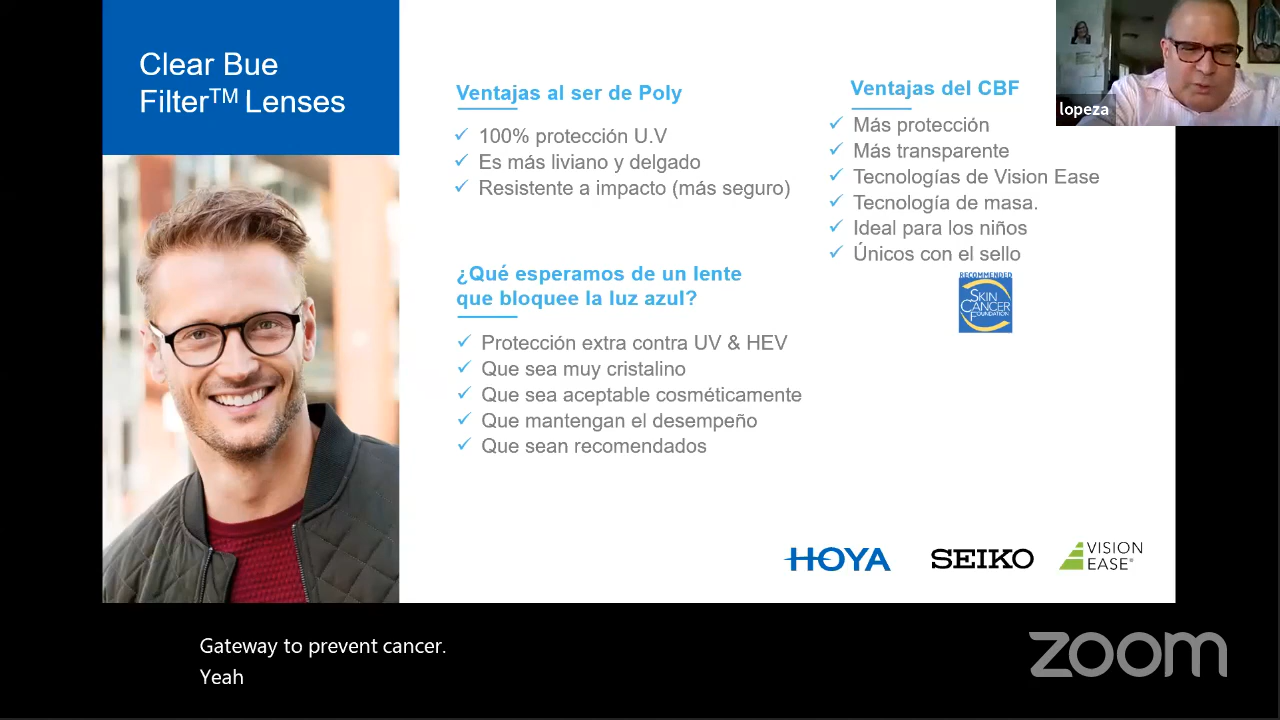 Clear Bue
Filter™ Lenses
Ventajas al ser de Poly
100% protección U.V
Es más liviano y delgado
Resistente a impacto (más seguro)
¿Qué esperamos de un lente
que bloquee la luz azul?
Protección extra contra UV & HEV
Que sea muy cristalino
Que sea aceptable cosméticamente
Que mantengan el desempeño
Que sean recomendados
Ventajas del CBF
Más protección
Más transparente
Tecnologías de Vision Ease
Tecnología de masa.
Ideal para los niños
Únicos con el sello
RECOMMENDED
SKIN
CANCER
FOUNDATION
lopeza
HOYA
SEIKO
VISION
EASE®
Gateway to prevent cancer.
Yeah
zoom